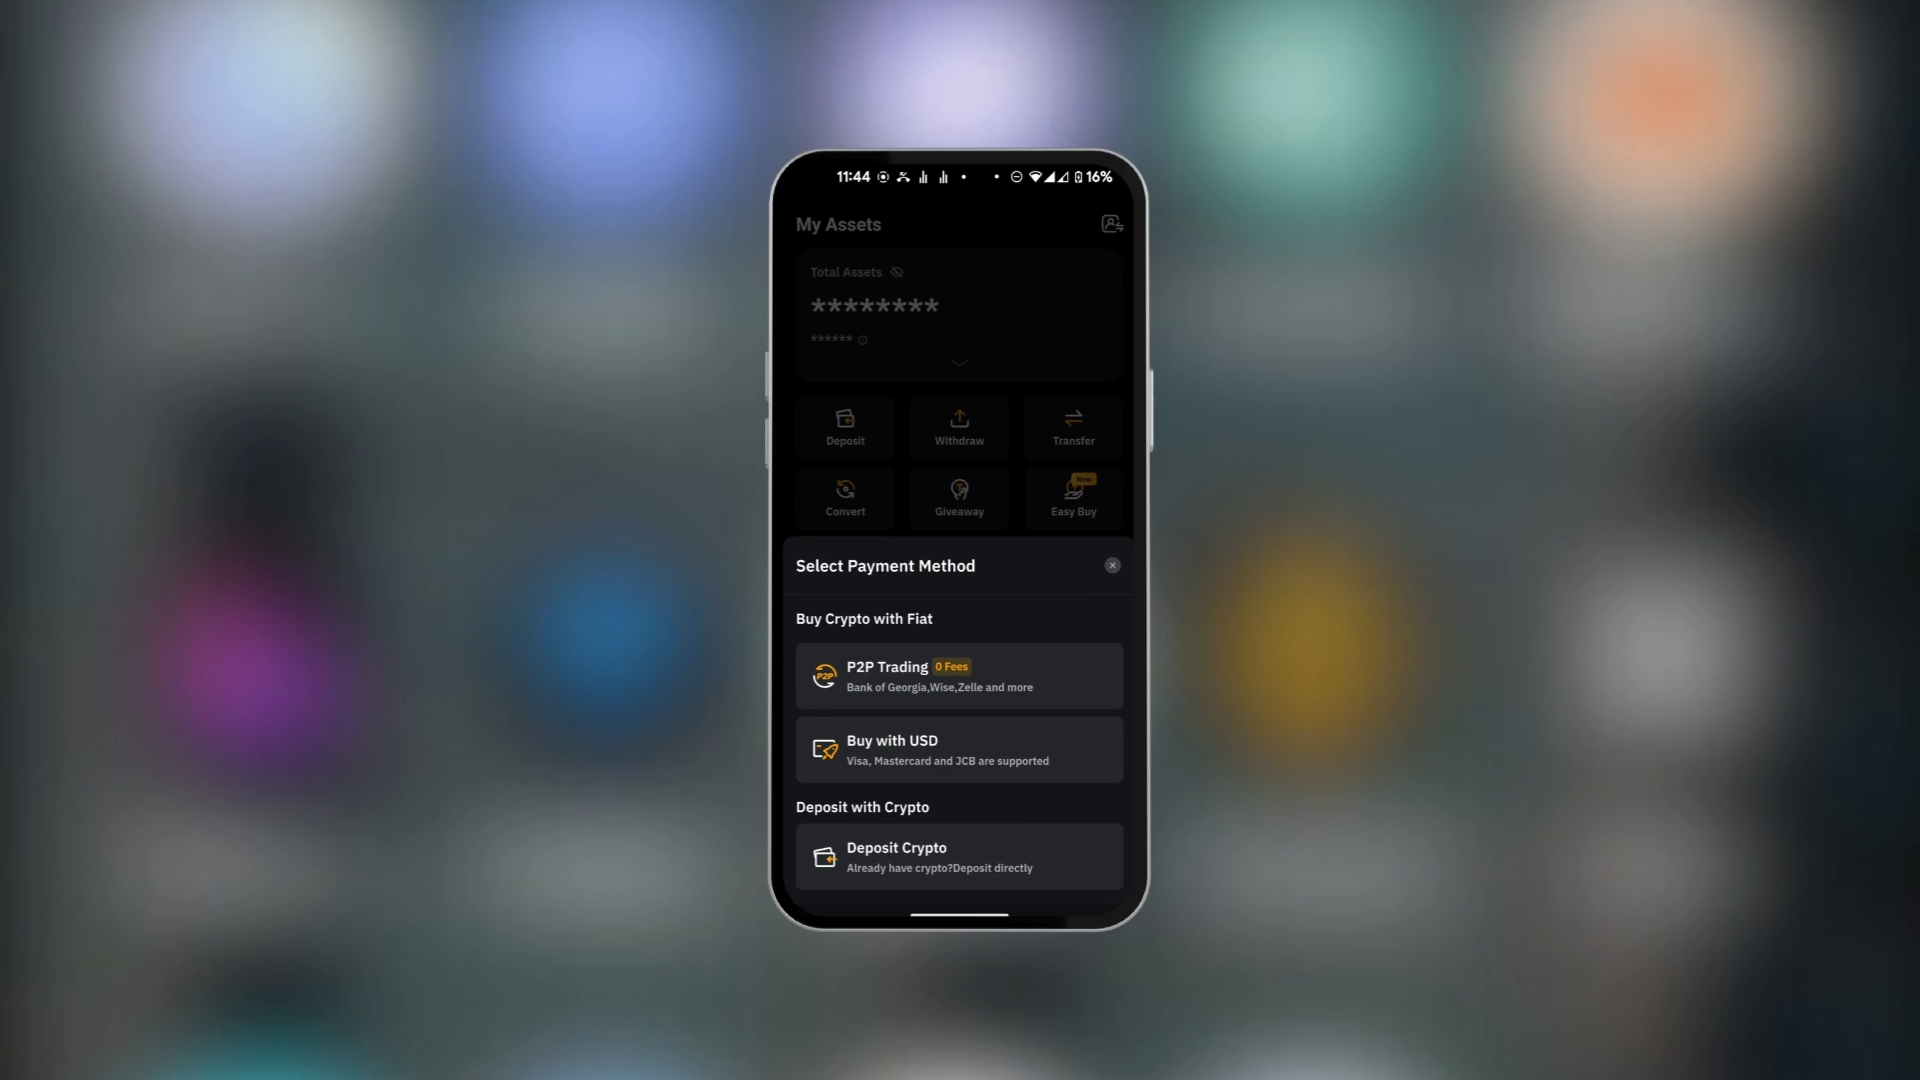 11:44
16%
My Assets
Total Assets
********
******
Deposit
Withdraw
Transfer
New
Convert
Giveaway
Easy Buy
Select Payment Method
Buy Crypto with Fiat
P2P
P2P Trading 0 Fees
Bank of Georgia,Wise,Zelle and more
Buy with USD
Visa, Mastercard and JCB are supported
Deposit with Crypto
Deposit Crypto
Already have crypto?Deposit directly